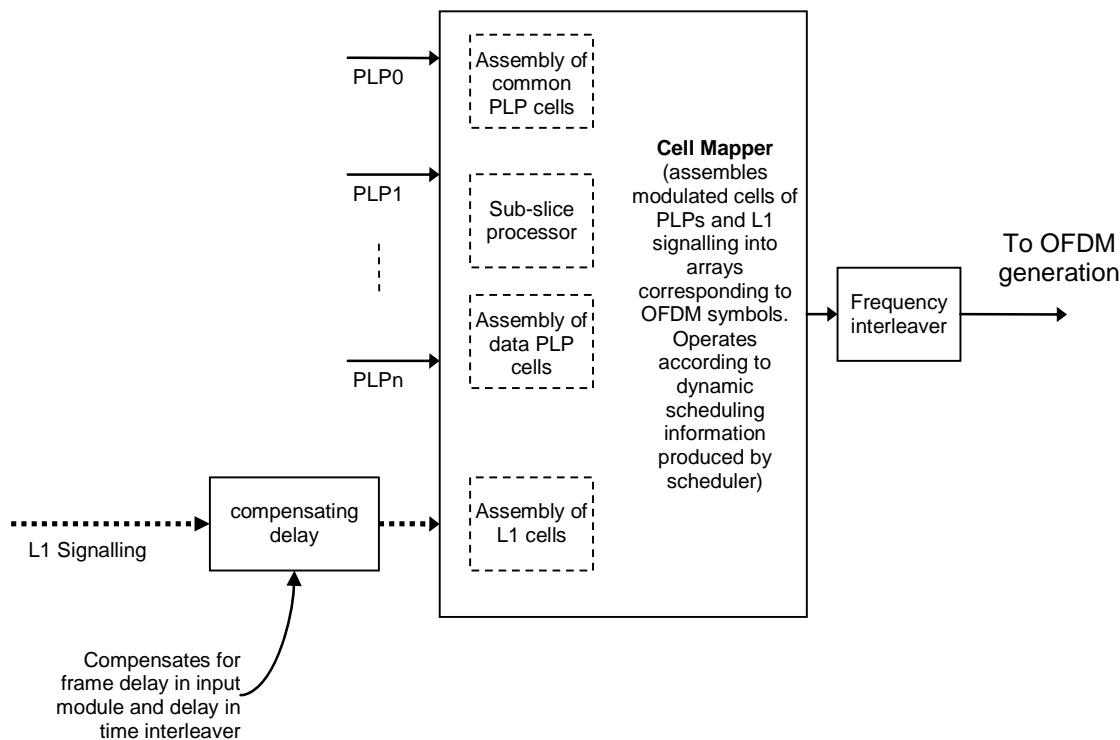 PLP0
PLP1
PLPn
Assembly of
common
PLP cells
Sub-slice
processor
Assembly of
data PLP
cells
Assembly of
L1 cells
Cell Mapper
(assembles
modulated cells of
PLPs and L1
signalling into
arrays
corresponding to
OFDM symbols.
Operates
according to
dynamic
scheduling
information
produced by
scheduler)
Frequency
interleaver
To OFDM
generation
L1 Signalling
compensating
delay
Compensates for
frame delay in input
module and delay in
time interleaver